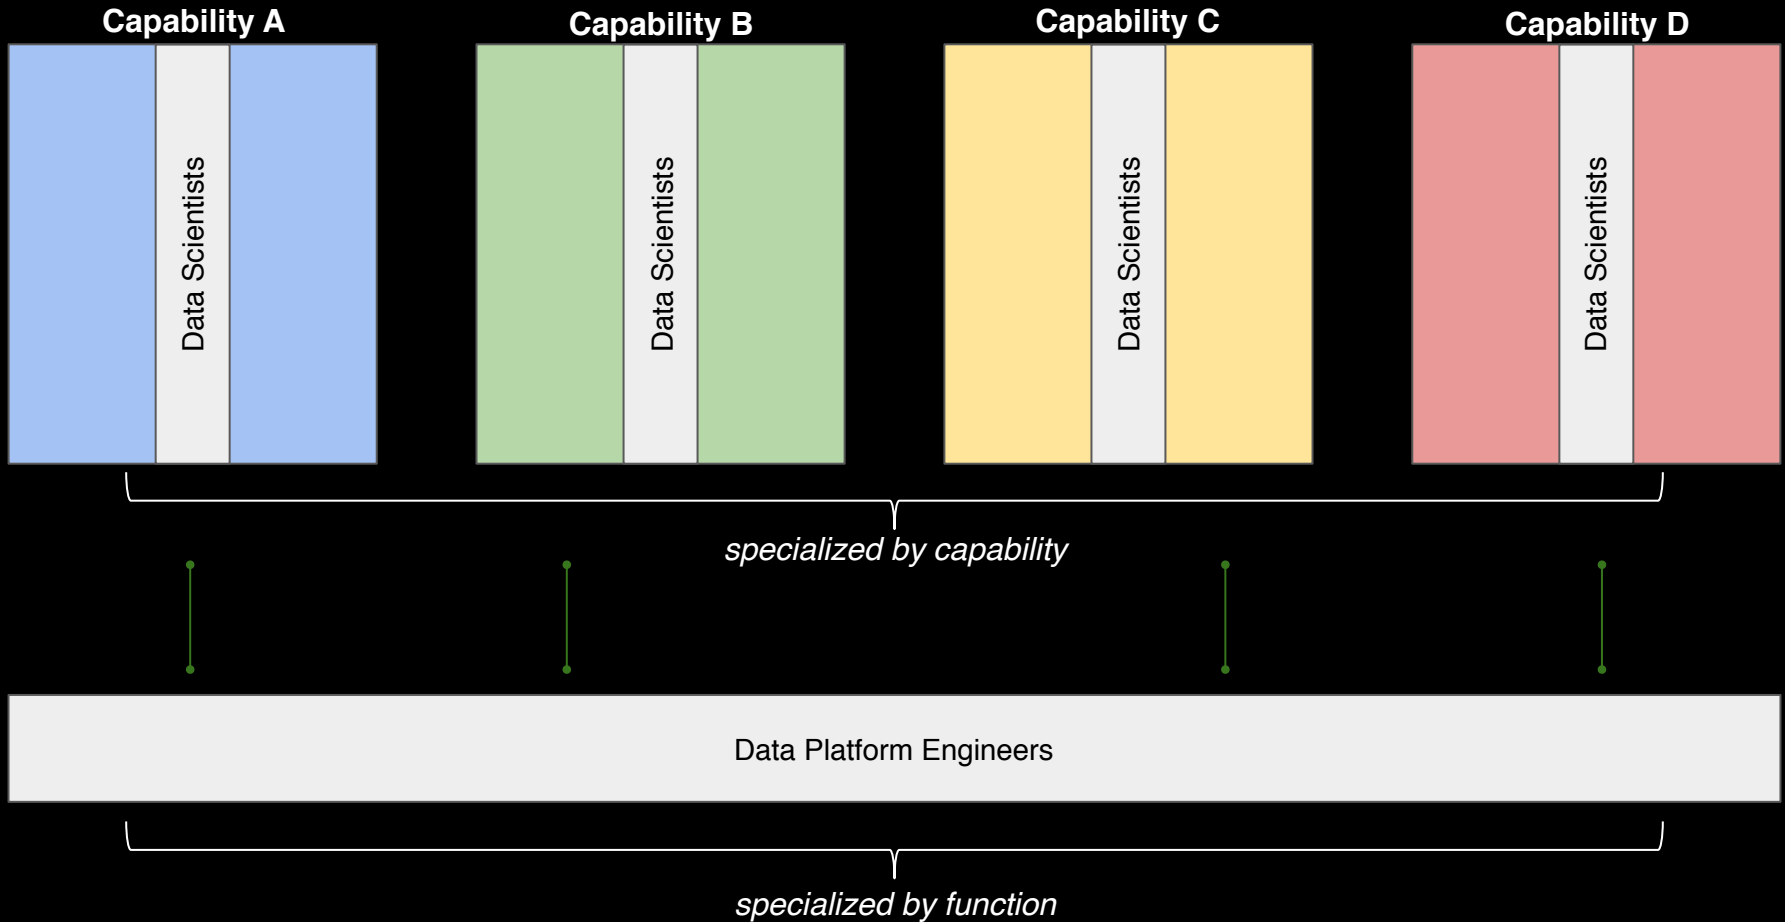 Capability A
Capability B
Capability C
Capability D
Data Scientists
Data Scientists
Data Scientists
Data Scientists
specialized by capability
Data Platform Engineers
specialized by function